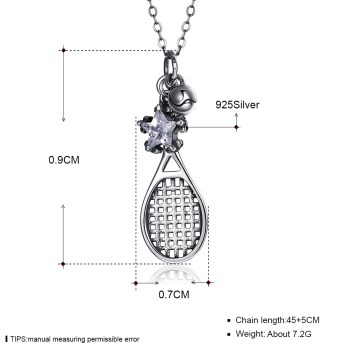 925Silver
0.9CM
0.7CM
Chain length:45+5CM
Weight: About 7.2G
TIPS:manual measuring permissible error